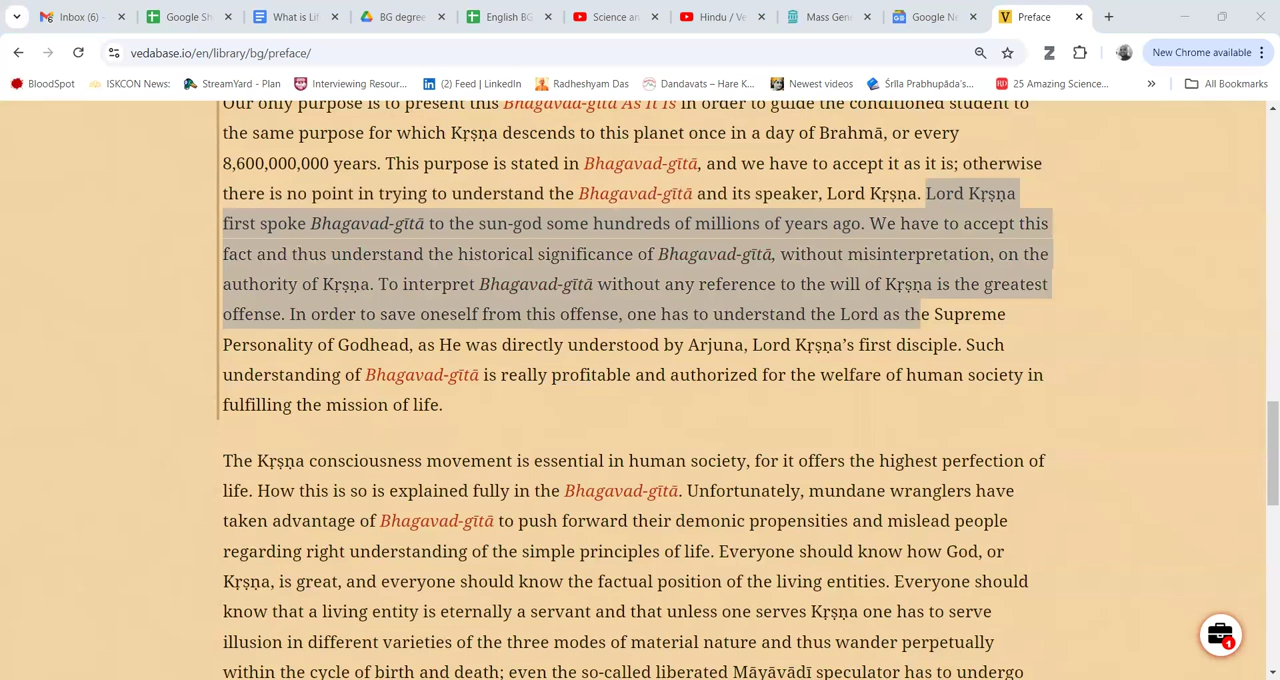 Inbox (6) -
Google Sh
What is Lif
BG degree
English BG
Science an
Hindu / Ve
Mass Gene
Google Ne
Preface
vedabase.io/en/library/bg/preface/
New Chrome available
BloodSpot
ISKCON News:
StreamYard - Plan
Interviewing Resour...
(2) Feed | LinkedIn
Radheshyam Das
Dandavats – Hare K...
Newest videos
Śrīla Prabhupāda's...
RD
25 Amazing Science...
All Bookmarks
Our only purpose is to present this Bhagavad-gītā As It Is in order to guide the conditioned student to
the same purpose for which Kṛṣṇa descends to this planet once in a day of Brahmā, or every
8,600,000,000 years. This purpose is stated in Bhagavad-gītā, and we have to accept it as it is; otherwise
there is no point in trying to understand the Bhagavad-gītā and its speaker, Lord Kṛṣṇa. Lord Kṛṣṇa
first spoke Bhagavad-gītā to the sun-god some hundreds of millions of years ago. We have to accept this
fact and thus understand the historical significance of Bhagavad-gītā, without misinterpretation, on the
authority of Kṛṣṇa. To interpret Bhagavad-gītā without any reference to the will of Kṛṣṇa is the greatest
offense. In order to save oneself from this offense, one has to understand the Lord as the Supreme
Personality of Godhead, as He was directly understood by Arjuna, Lord Kṛṣṇa’s first disciple. Such
understanding of Bhagavad-gītā is really profitable and authorized for the welfare of human society in
fulfilling the mission of life.
The Kṛṣṇa consciousness movement is essential in human society, for it offers the highest perfection of
life. How this is so is explained fully in the Bhagavad-gītā. Unfortunately, mundane wranglers have
taken advantage of Bhagavad-gītā to push forward their demonic propensities and mislead people
regarding right understanding of the simple principles of life. Everyone should know how God, or
Kṛṣṇa, is great, and everyone should know the factual position of the living entities. Everyone should
know that a living entity is eternally a servant and that unless one serves Kṛṣṇa one has to serve
illusion in different varieties of the three modes of material nature and thus wander perpetually
within the cycle of birth and death; even the so-called liberated Māyāvādī speculator has to undergo
1